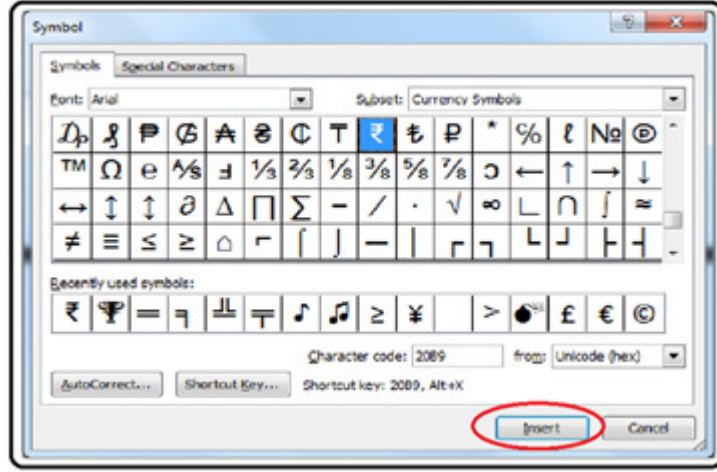 Symbol
Symbols Special Characters
Font: Arial Subset: Currency Symbols
₯ ₰ ₱ ₲ ₳ ₴ ₵ ₸ ₹ ₺ ₽ ℅ ℓ № ℗
™ Ω ℮ ⅍ Ⅎ ⅓ ⅔ ⅛ ⅜ ⅝ ⅞ ↄ ← ↑ → ↓
↔ ↕ ↨ ∂ ∆ ∏ ∑ − ∕ ∙ √ ∞ ∟ ∩ ∫ ≈
≠ ≡ ≤ ≥ ⌂ ⌐ ⌠ ⌡ ─ │ ┌ ┐ └ ┘ ├ ┤
Recently used symbols:
₹ 🏆 ═ ╕ ╩ ╤ ♪ ♫ ≥ ¥ > 💣 £ € ©
Character code: 20B9 from: Unicode (hex)
AutoCorrect... Shortcut Key... Shortcut key: 20B9, Alt+X
Insert Cancel